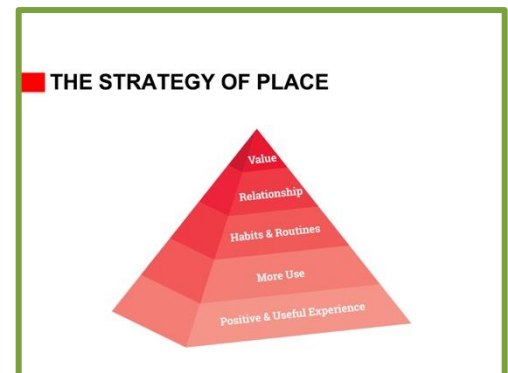 THE STRATEGY OF PLACE
Value
Relationship
Habits & Routines
More Use
Positive & Useful Experience